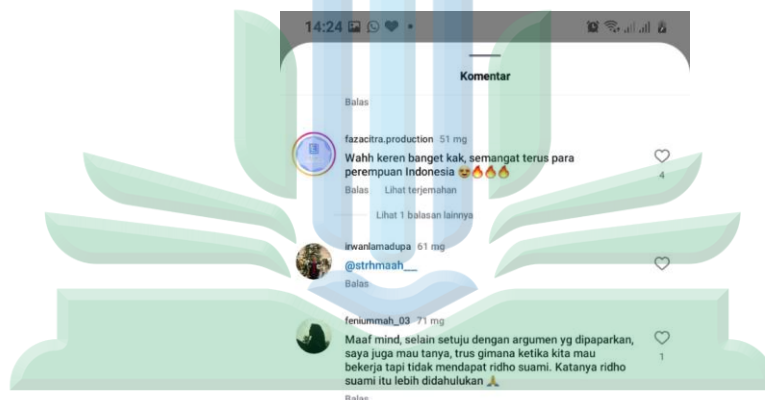 14:24
Komentar
Balas
fazacitra.production 51 mg
Wahh keren banget kak, semangat terus para
perempuan Indonesia 😍🔥🔥🔥
4
Balas Lihat terjemahan
Lihat 1 balasan lainnya
irwanlamadupa 61 mg
@strhmaah__
Balas
feniummah_03 71 mg
Maaf mind, selain setuju dengan argumen yg dipaparkan,
saya juga mau tanya, trus gimana ketika kita mau
1
bekerja tapi tidak mendapat ridho suami. Katanya ridho
suami itu lebih didahulukan 🙏
Balas